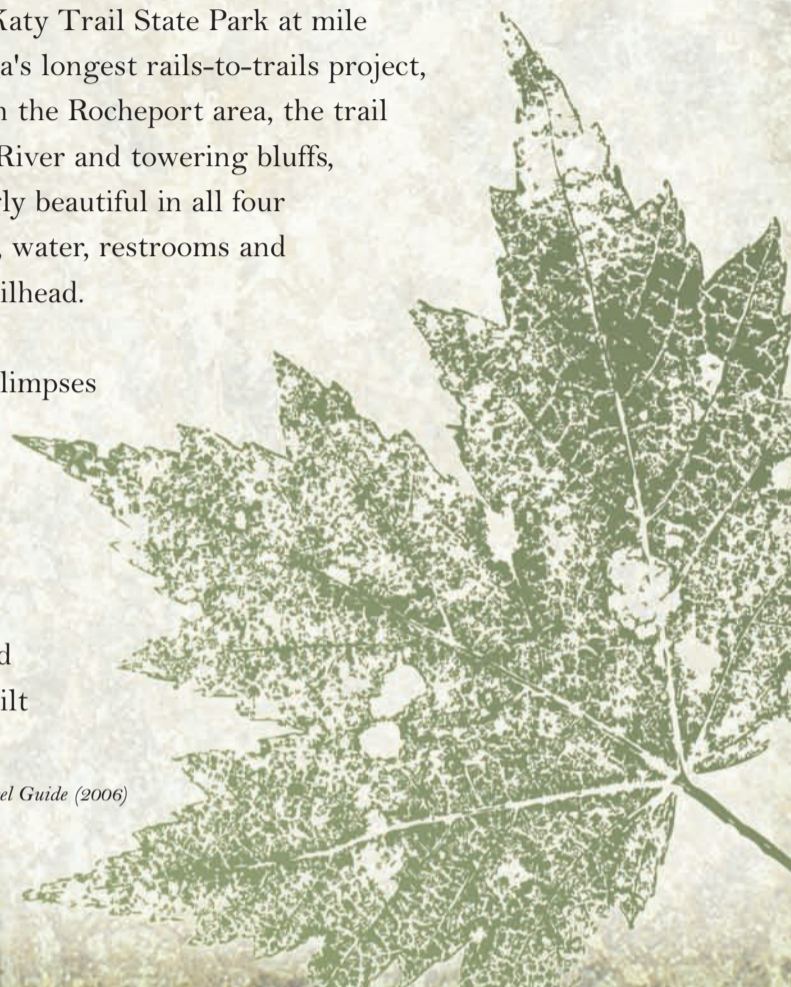 Katy Trail State Park at mile
a's longest rails-to-trails project,
n the Rocheport area, the trail
River and towering bluffs,
rly beautiful in all four
, water, restrooms and
ilhead.
limpses
d
ilt
el Guide (2006)